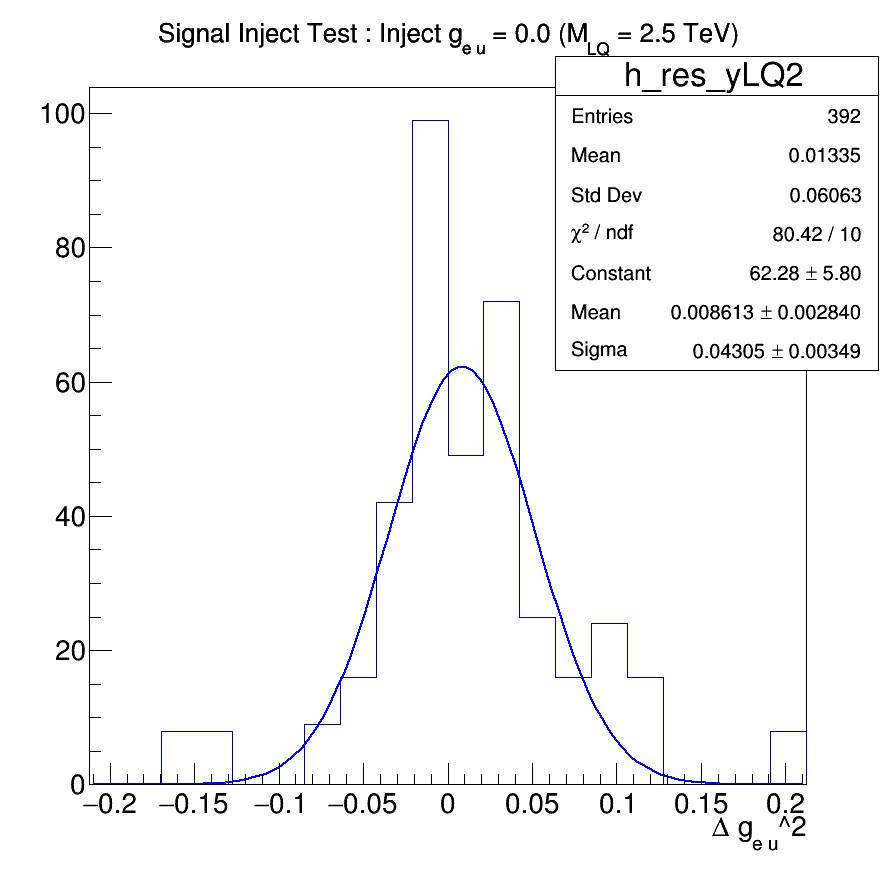 Signal Inject Test : Inject g_{e u} = 0.0 (M_{LQ} = 2.5 TeV)
h_res_yLQ2
Entries 392
Mean 0.01335
Std Dev 0.06063
χ² / ndf 80.42 / 10
Constant 62.28 ± 5.80
Mean 0.008613 ± 0.002840
Sigma 0.04305 ± 0.00349
100
80
60
40
20
0
−0.2 −0.15 −0.1 −0.05 0 0.05 0.1 0.15 0.2
Δ g_{e u}^2